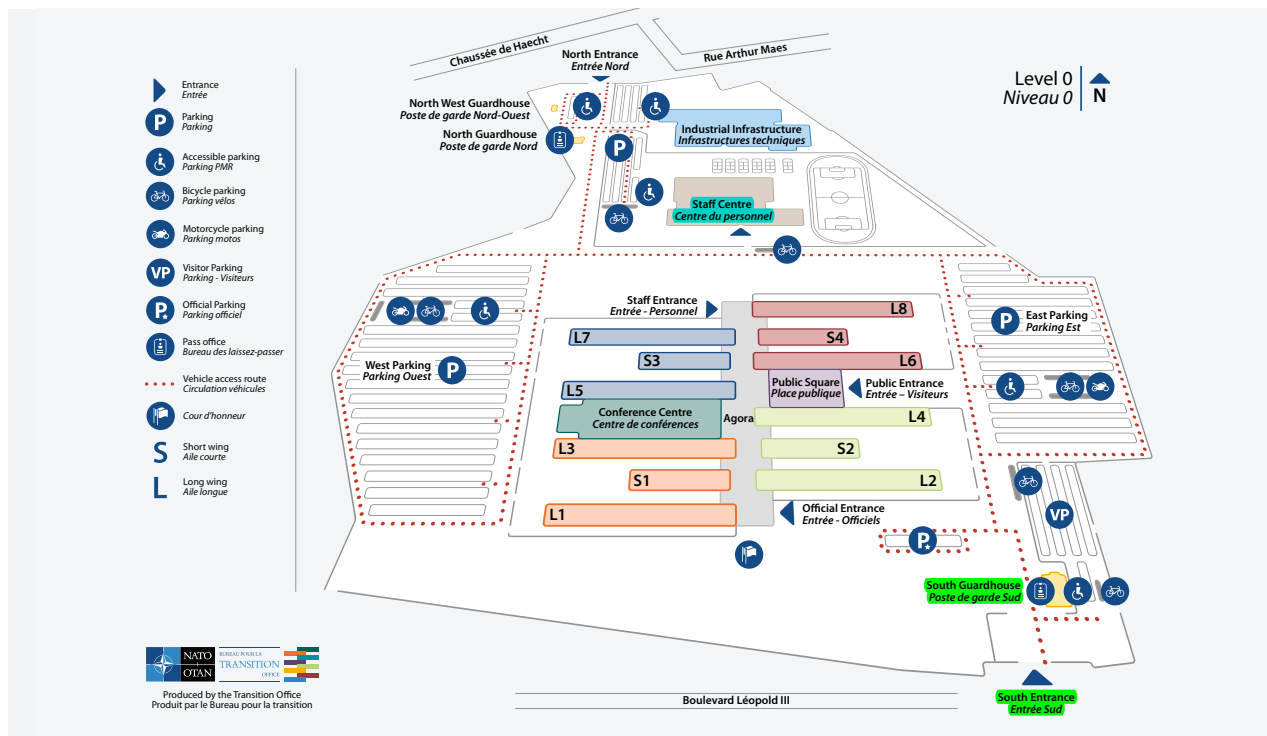 Chaussée de Haecht
Rue Arthur Maes
North Entrance
Entrée Nord
Level 0
Niveau 0
N
Entrance
Entrée
P
Parking
Parking
Accessible parking
Parking PMR
Bicycle parking
Parking vélos
Motorcycle parking
Parking motos
VP
Visitor Parking
Parking - Visiteurs
P
Official Parking
Parking officiel
Pass office
Bureau des laissez-passer
Vehicle access route
Circulation véhicules
Cour d'honneur
S
Short wing
Aile courte
L
Long wing
Aile longue
North West Guardhouse
Poste de garde Nord-Ouest
North Guardhouse
Poste de garde Nord
P
Industrial Infrastructure
Infrastructures techniques
Staff Centre
Centre du personnel
Staff Entrance
Entrée - Personnel
L8
L7
S4
S3
L6
L5
West Parking
Parking Ouest
P
P
East Parking
Parking Est
Public Square
Place publique
Public Entrance
Entrée – Visiteurs
Conference Centre
Centre de conférences
Agora
L4
L3
S2
S1
L2
L1
Official Entrance
Entrée - Officiels
VP
P
South Guardhouse
Poste de garde Sud
South Entrance
Entrée Sud
Boulevard Léopold III
NATO
OTAN
BUREAU POUR LA
TRANSITION
OFFICE
Produced by the Transition Office
Produit par le Bureau pour la transition